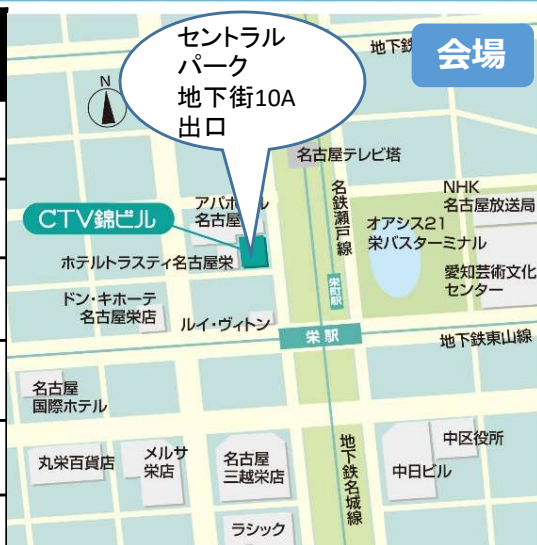 セントラル
パーク
地下街10A
出口
地下鉄
会場
N
名古屋テレビ塔
アパホテル
名古屋
CTV錦ビル
名鉄瀬戸線
NHK
名古屋放送局
オアシス21
栄バスターミナル
愛知芸術文化
センター
ホテルトラスティ名古屋栄
栄町駅
ドン・キホーテ
名古屋栄店
ルイ・ヴィトン
栄駅
地下鉄東山線
名古屋
国際ホテル
丸栄百貨店
メルサ
栄店
名古屋
三越栄店
地下鉄名城線
中区役所
中日ビル
ラシック